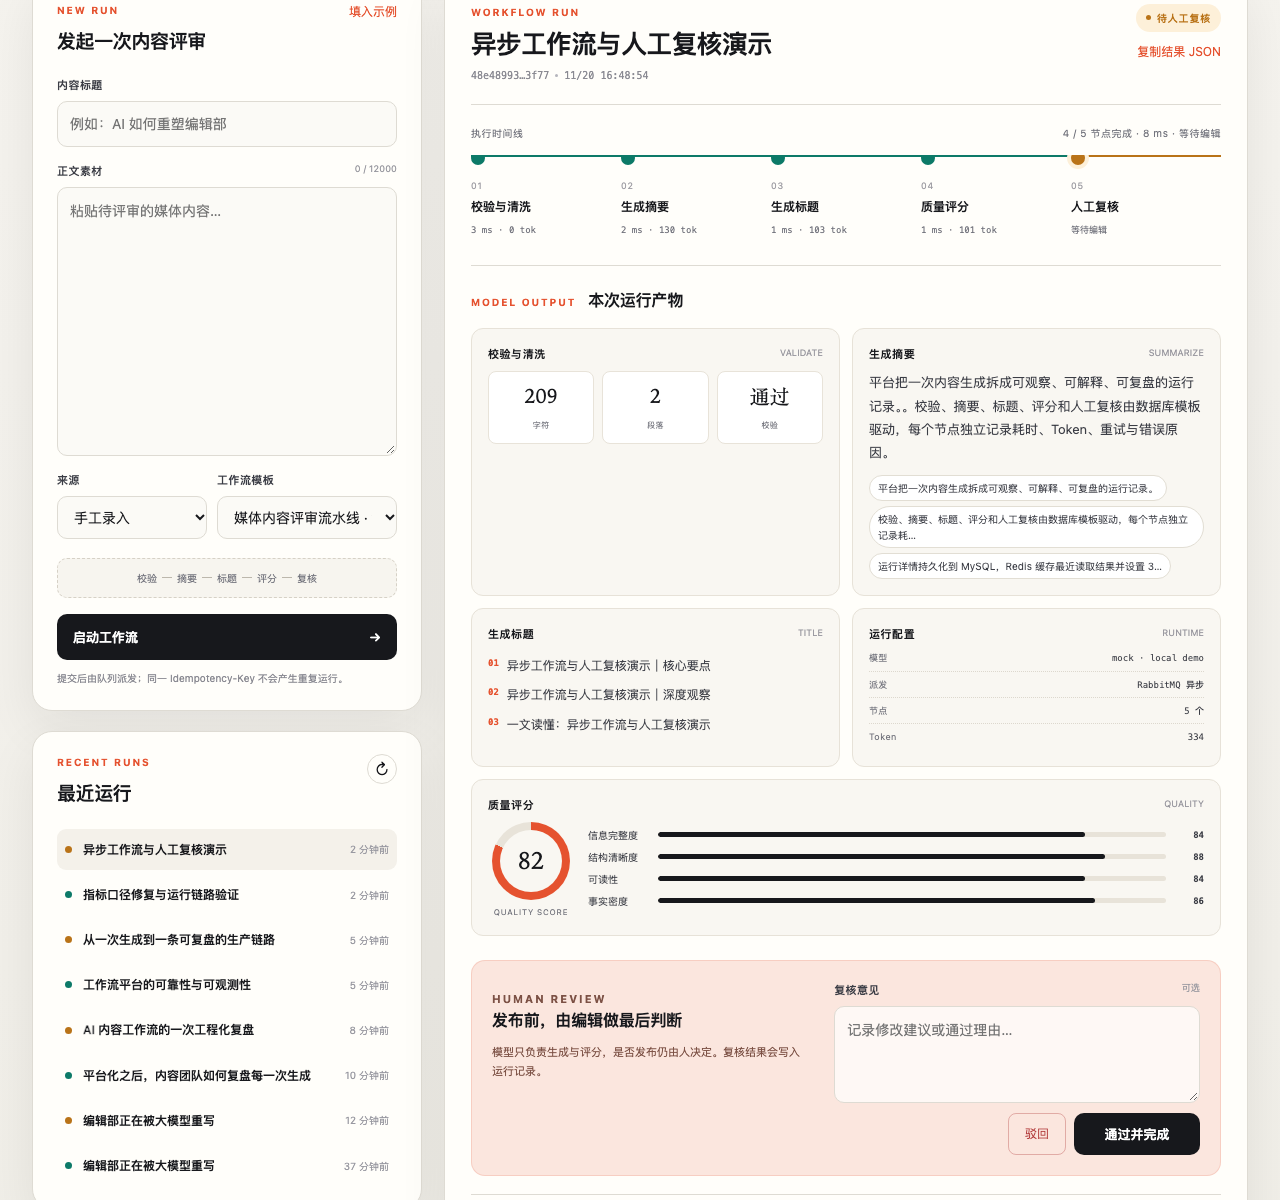 NEW RUN
填入示例
发起一次内容评审
内容标题
例如：AI 如何重塑编辑部
正文素材
0 / 12000
粘贴待评审的媒体内容...
来源
工作流模板
手工录入
媒体内容评审流水线 ·
校验 — 摘要 — 标题 — 评分 — 复核
启动工作流 →
提交后由队列派发；同一 Idempotency-Key 不会产生重复运行。
RECENT RUNS
最近运行
异步工作流与人工复核演示 2 分钟前
指标口径修复与运行链路验证 2 分钟前
从一次生成到一条可复盘的生产链路 5 分钟前
工作流平台的可靠性与可观测性 5 分钟前
AI 内容工作流的一次工程化复盘 8 分钟前
平台化之后，内容团队如何复盘每一次生成 10 分钟前
编辑部正在被大模型重写 12 分钟前
编辑部正在被大模型重写 37 分钟前
WORKFLOW RUN
待人工复核
异步工作流与人工复核演示
复制结果 JSON
48e48993…3f77 • 11/20 16:48:54
执行时间线
4 / 5 节点完成 · 8 ms · 等待编辑
01
校验与清洗
3 ms · 0 tok
02
生成摘要
2 ms · 130 tok
03
生成标题
1 ms · 103 tok
04
质量评分
1 ms · 101 tok
05
人工复核
等待编辑
MODEL OUTPUT 本次运行产物
校验与清洗
VALIDATE
209
字符
2
段落
通过
校验
生成摘要
SUMMARIZE
平台把一次内容生成拆成可观察、可解释、可复盘的运行
记录。。校验、摘要、标题、评分和人工复核由数据库模板
驱动，每个节点独立记录耗时、Token、重试与错误原
因。
平台把一次内容生成拆成可观察、可解释、可复盘的运行记录。
校验、摘要、标题、评分和人工复核由数据库模板驱动，每个节点独立
记录耗...
运行详情持久化到 MySQL，Redis 缓存最近读取结果并设置 3...
生成标题
TITLE
01 异步工作流与人工复核演示｜核心要点
02 异步工作流与人工复核演示｜深度观察
03 一文读懂：异步工作流与人工复核演示
运行配置
RUNTIME
模型 mock · local demo
派发 RabbitMQ 异步
节点 5 个
Token 334
质量评分
QUALITY
82
QUALITY SCORE
信息完整度 84
结构清晰度 88
可读性 84
事实密度 86
HUMAN REVIEW
发布前，由编辑做最后判断
模型只负责生成与评分，是否发布仍由人决定。复核结果会写入
运行记录。
复核意见
可选
记录修改建议或通过理由...
驳回
通过并完成